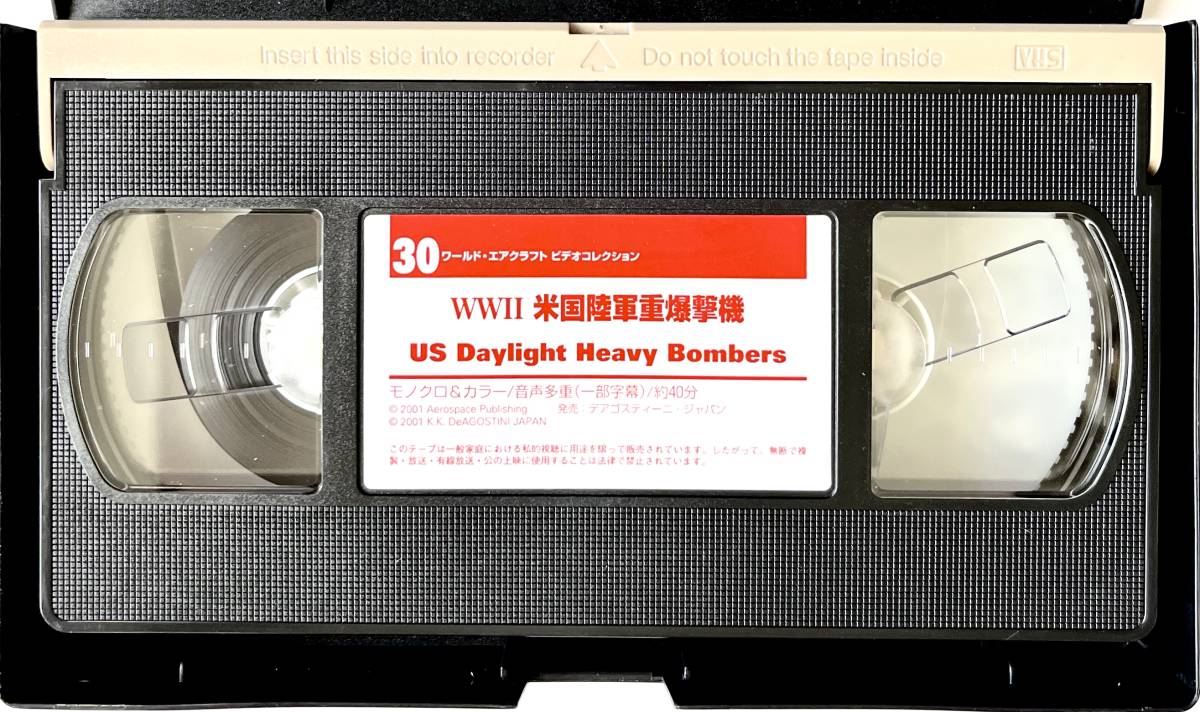 Insert this side into recorder Do not touch the tape inside VHS
30 ワールド・エアクラフト ビデオコレクション
WWII 米国陸軍重爆撃機
US Daylight Heavy Bombers
モノクロ&カラー/音声多重(一部字幕)/約40分
© 2001 Aerospace Publishing 発売:デアゴスティーニ・ジャパン
© 2001 K.K. DeAGOSTINI JAPAN
このテープは一般家庭における私的視聴に用途を限って販売されています。したがって、無断で複
製・放送・有線放送・公の上映に使用することは法律で禁止されています。